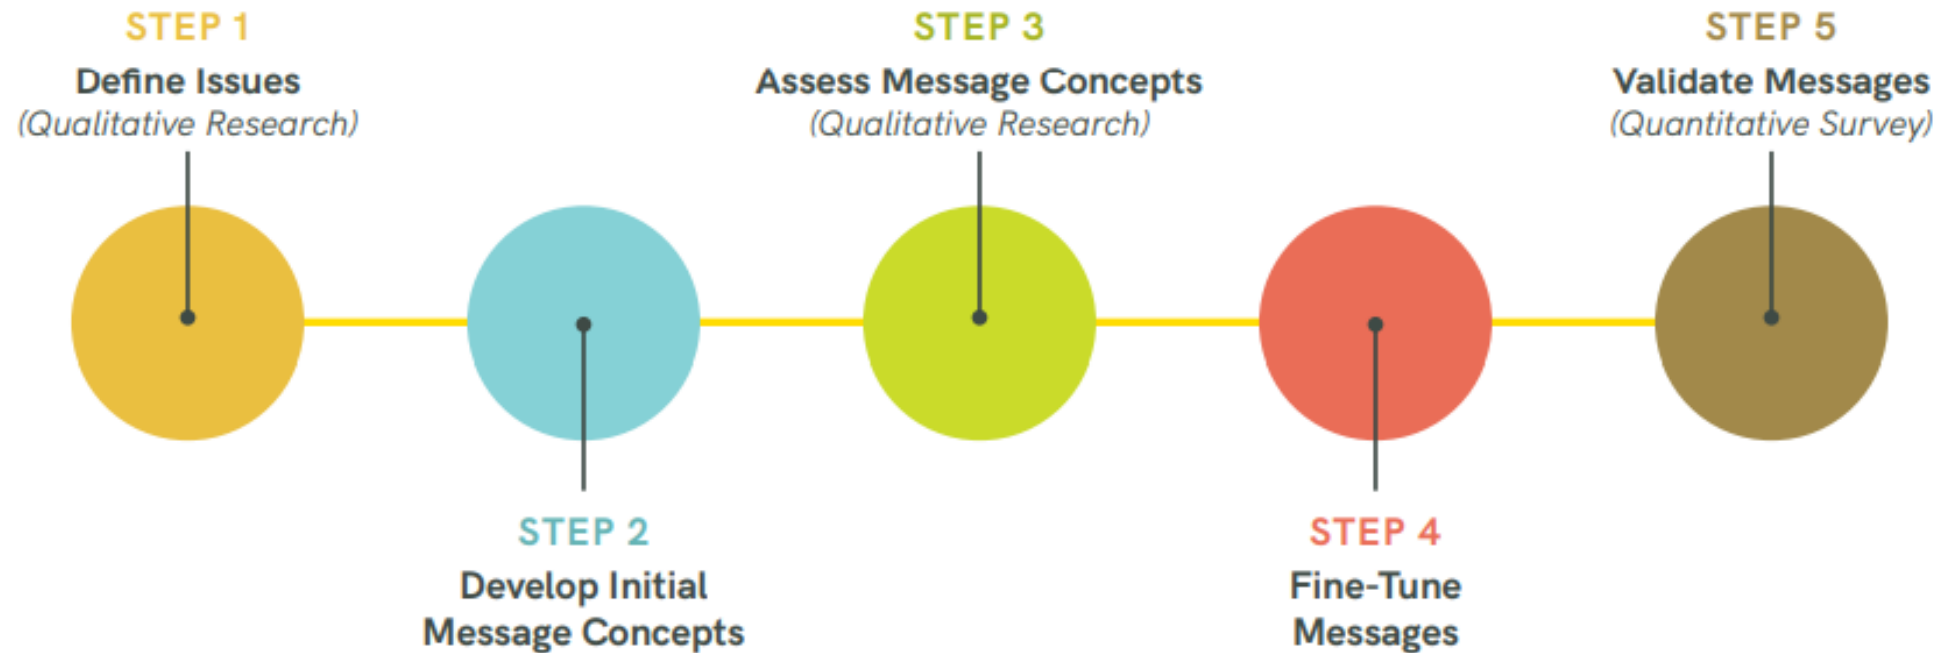 STEP 1
Define Issues
(Qualitative Research)
STEP 2
Develop Initial
Message Concepts
STEP 3
Assess Message Concepts
(Qualitative Research)
STEP 4
Fine-Tune
Messages
STEP 5
Validate Messages
(Quantitative Survey)